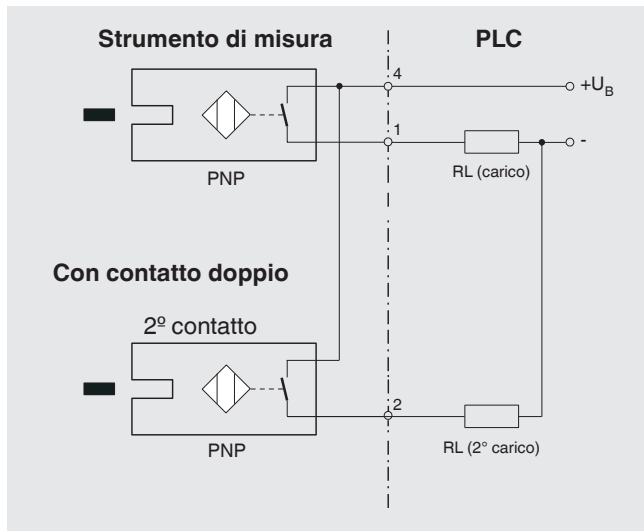 Strumento di misura
PLC
4
+UB
1
-
PNP
RL (carico)
Con contatto doppio
2º contatto
2
PNP
RL (2° carico)